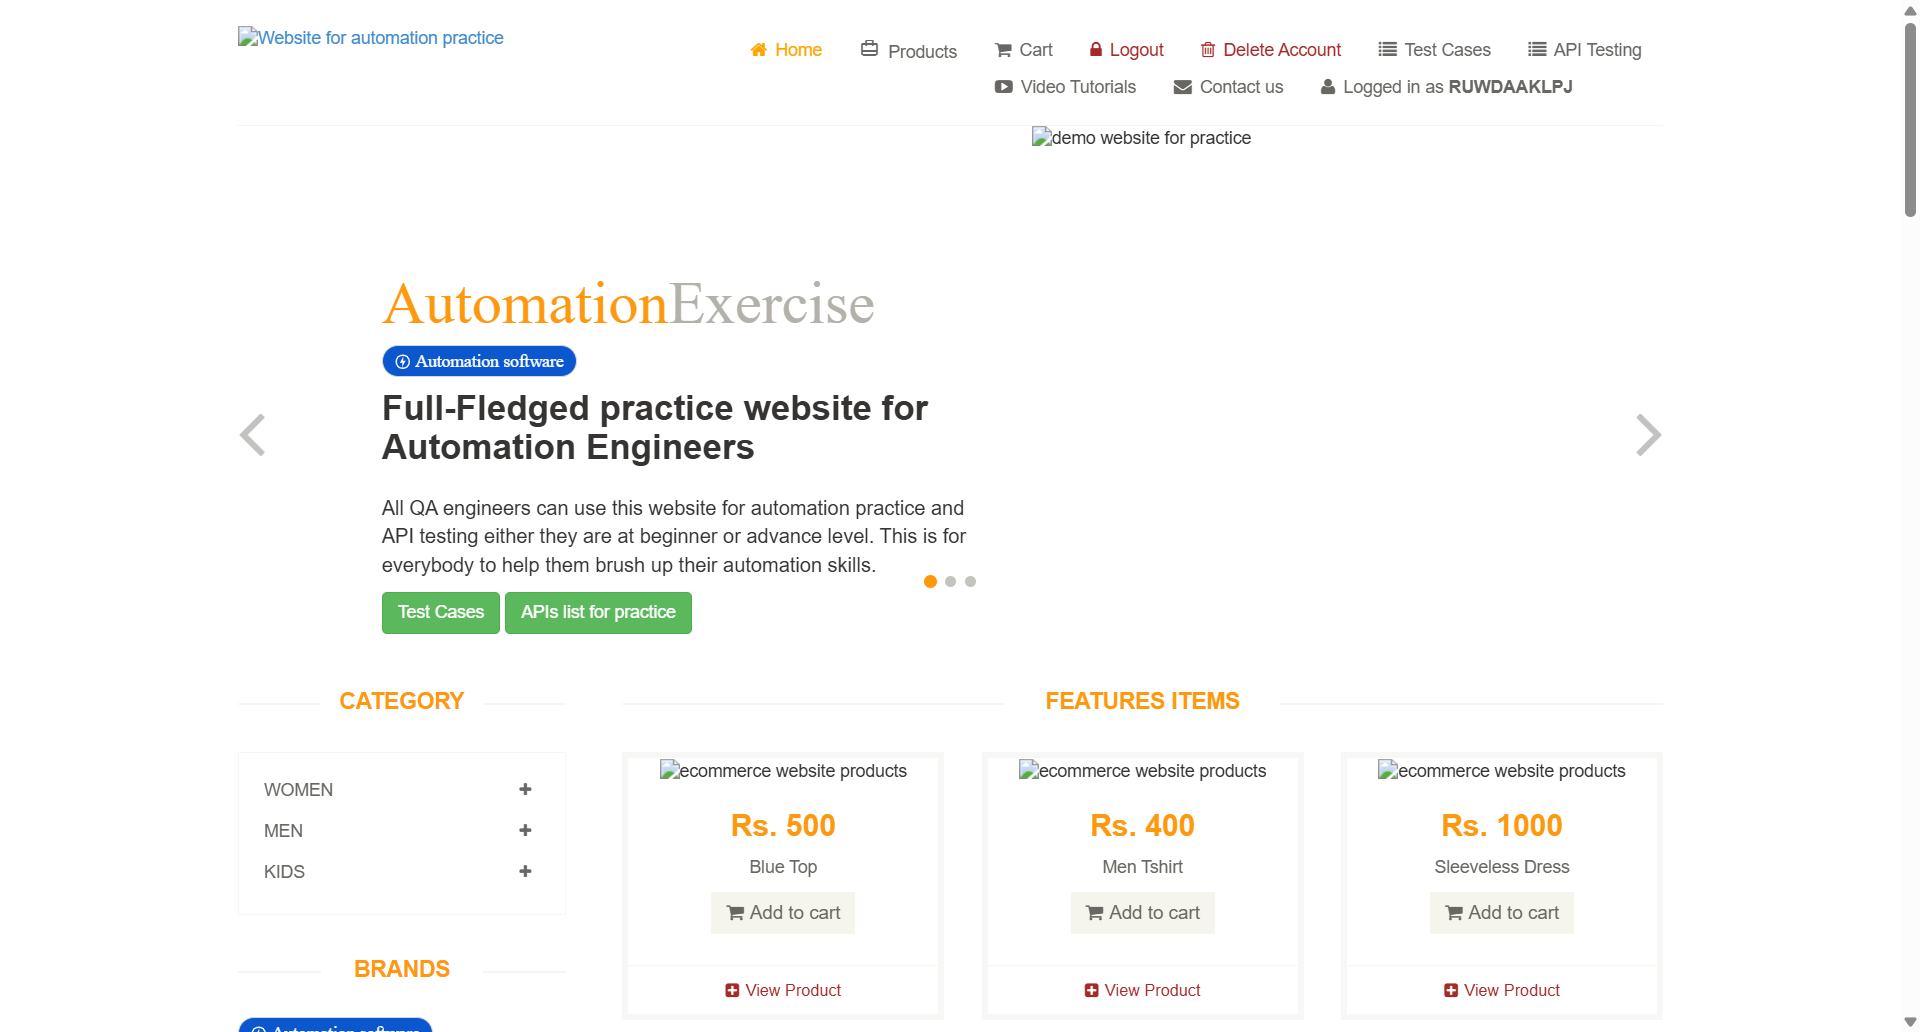 Website for automation practice
Home Products Cart Logout Delete Account Test Cases API Testing
Video Tutorials Contact us Logged in as RUWDAAKLPJ
demo website for practice
AutomationExercise
Automation software
Full-Fledged practice website for
Automation Engineers
All QA engineers can use this website for automation practice and
API testing either they are at beginner or advance level. This is for
everybody to help them brush up their automation skills.
Test Cases APIs list for practice
CATEGORY
WOMEN
MEN
KIDS
BRANDS
Automation software
FEATURES ITEMS
ecommerce website products
Rs. 500
Blue Top
Add to cart
View Product
ecommerce website products
Rs. 400
Men Tshirt
Add to cart
View Product
ecommerce website products
Rs. 1000
Sleeveless Dress
Add to cart
View Product